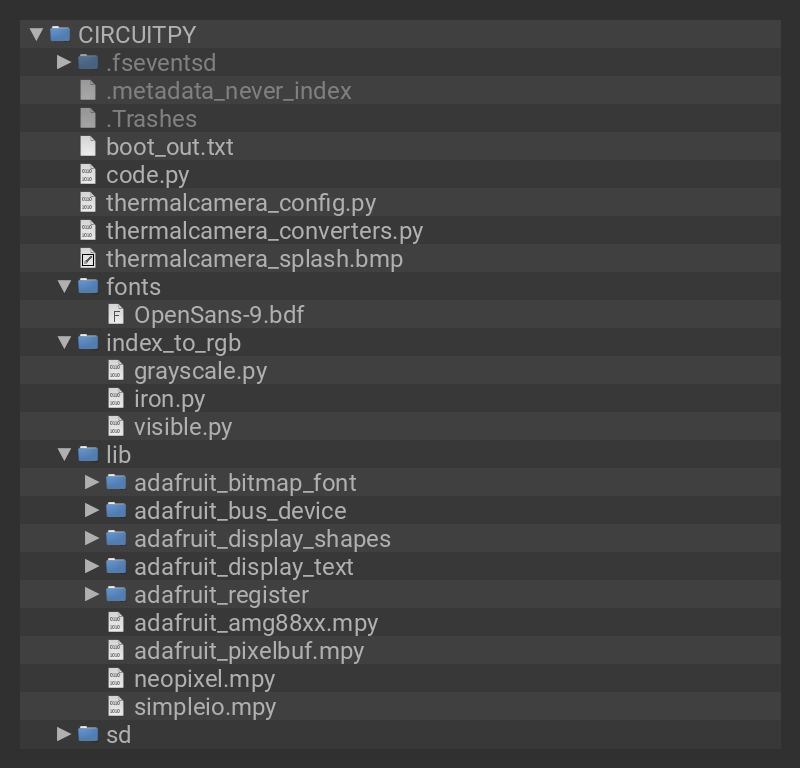 CIRCUITPY
.fseventsd
.metadata_never_index
.Trashes
boot_out.txt
code.py
thermalcamera_config.py
thermalcamera_converters.py
thermalcamera_splash.bmp
fonts
OpenSans-9.bdf
index_to_rgb
grayscale.py
iron.py
visible.py
lib
adafruit_bitmap_font
adafruit_bus_device
adafruit_display_shapes
adafruit_display_text
adafruit_register
adafruit_amg88xx.mpy
adafruit_pixelbuf.mpy
neopixel.mpy
simpleio.mpy
sd